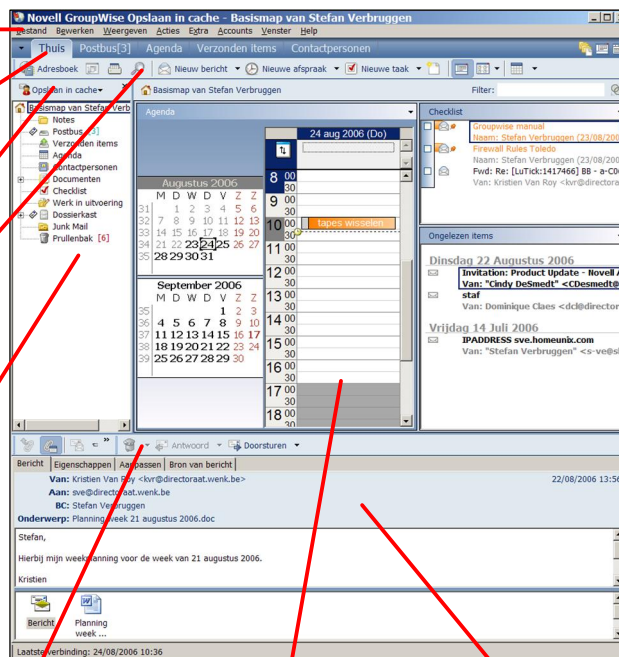 Novell GroupWise Opslaan in cache - Basismap van Stefan Verbruggen
Bestand Bewerken Weergeven Acties Extra Accounts Venster Help
Thuis Postbus[3] Agenda Verzonden items Contactpersonen
Adresboek Nieuw bericht Nieuwe afspraak Nieuwe taak
Opslaan in cache Basismap van Stefan Verbruggen Filter:
Basismap van Stefan Verb
Notes
Postbus [3]
Verzonden items
Agenda
Contactpersonen
Documenten
Checklist
Werk in uitvoering
Dossierkast
Junk Mail
Prullenbak [6]
Agenda
24 aug 2006 (Do)
Augustus 2006
M D W D V Z Z
31 1 2 3 4 5 6
32 7 8 9 10 11 12 13
33 14 15 16 17 18 19 20
34 21 22 23 24 25 26 27
35 28 29 30 31
September 2006
M D W D V Z Z
35 1 2 3
36 4 5 6 7 8 9 10
37 11 12 13 14 15 16 17
38 18 19 20 21 22 23 24
39 25 26 27 28 29 30
8 00
30
9 00
30
10 00 tapes wisselen
30
11 00
30
12 00
30
13 00
30
14 00
30
15 00
30
16 00
30
17 00
30
18 00
30
Checklist
Groupwise manual
Naam: Stefan Verbruggen (23/08/200
Firewall Rules Toledo
Naam: Stefan Verbruggen (23/08/200
Fwd: Re: [LuTick:1417466] BB - a-C00
Van: Kristien Van Roy <kvr@directora
Ongelezen items
Dinsdag 22 Augustus 2006
Invitation: Product Update - Novell A
Van: "Cindy DeSmedt" <CDesmedt@
staf
Van: Dominique Claes <dcl@director
Vrijdag 14 Juli 2006
IPADDRESS sve.homeunix.com
Van: "Stefan Verbruggen" <s-ve@s
" Antwoord Doorsturen
Bericht Eigenschappen Aanpassen Bron van bericht
Van: Kristien Van Roy <kvr@directoraat.wenk.be> 22/08/2006 13:56
Aan: sve@directoraat.wenk.be
BC: Stefan Verbruggen
Onderwerp: Planning week 21 augustus 2006.doc
Stefan,
Hierbij mijn weekplanning voor de week van 21 augustus 2006.
Kristien
Bericht Planning
week ...
Laatste verbinding: 24/08/2006 10:36